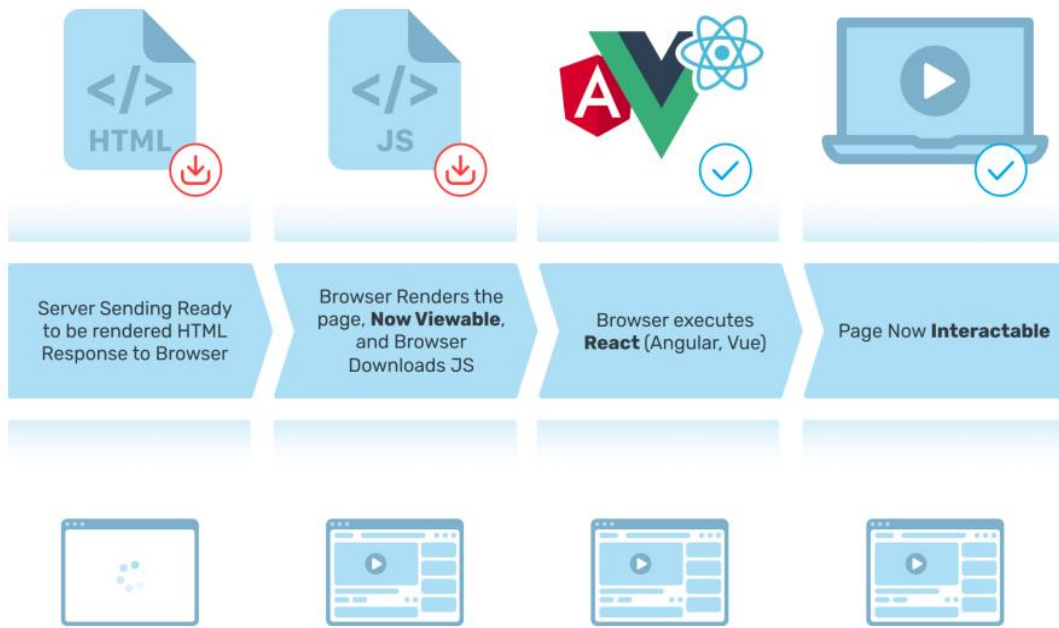 </>
HTML
</>
JS
A
Server Sending Ready
to be rendered HTML
Response to Browser
Browser Renders the
page, Now Viewable,
and Browser
Downloads JS
Browser executes
React (Angular, Vue)
Page Now Interactable